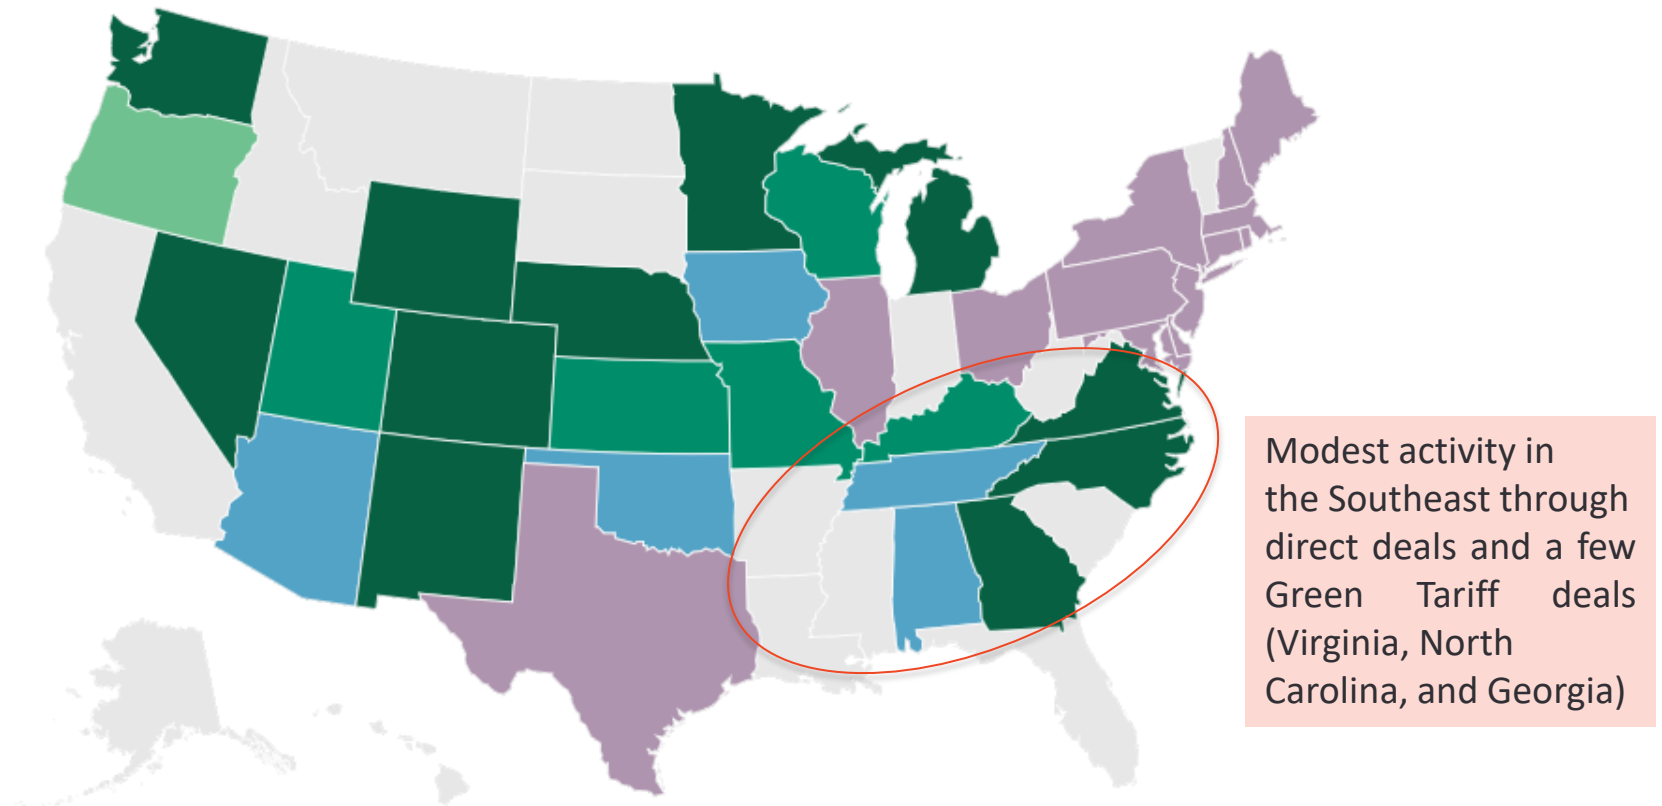 Modest activity in
the Southeast through
direct deals and a few
Green Tariff deals
(Virginia, North
Carolina, and Georgia)